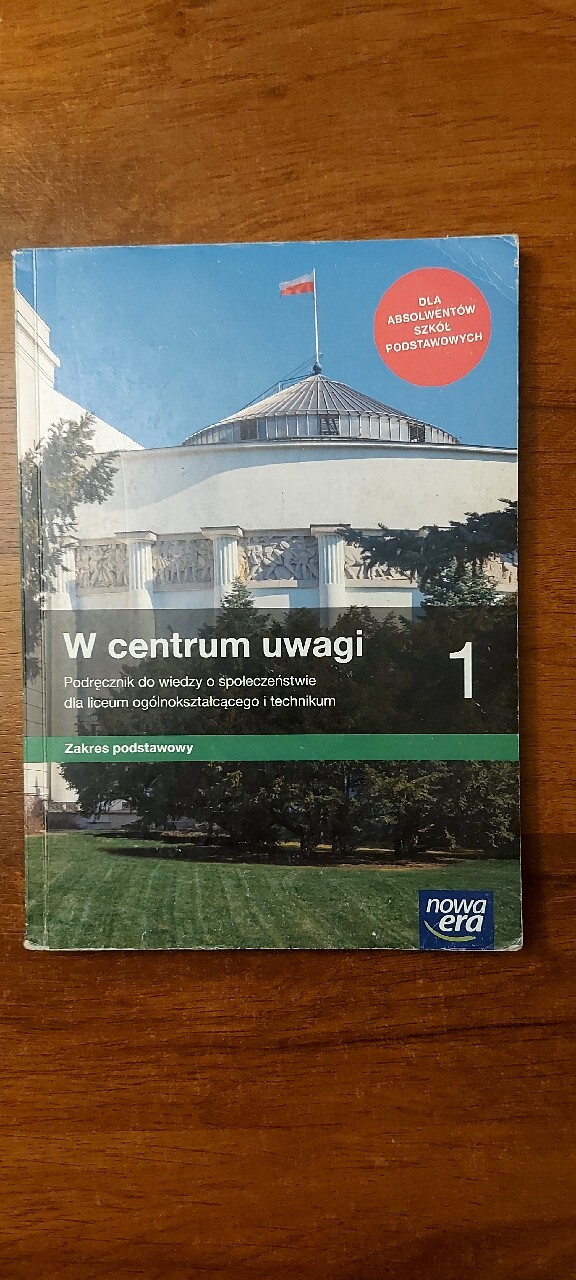 DLA
ABSOLWENTÓW
SZKÓŁ
PODSTAWOWYCH
W centrum uwagi
1
Podręcznik do wiedzy o społeczeństwie
dla liceum ogólnokształcącego i technikum
Zakres podstawowy
nowa
era